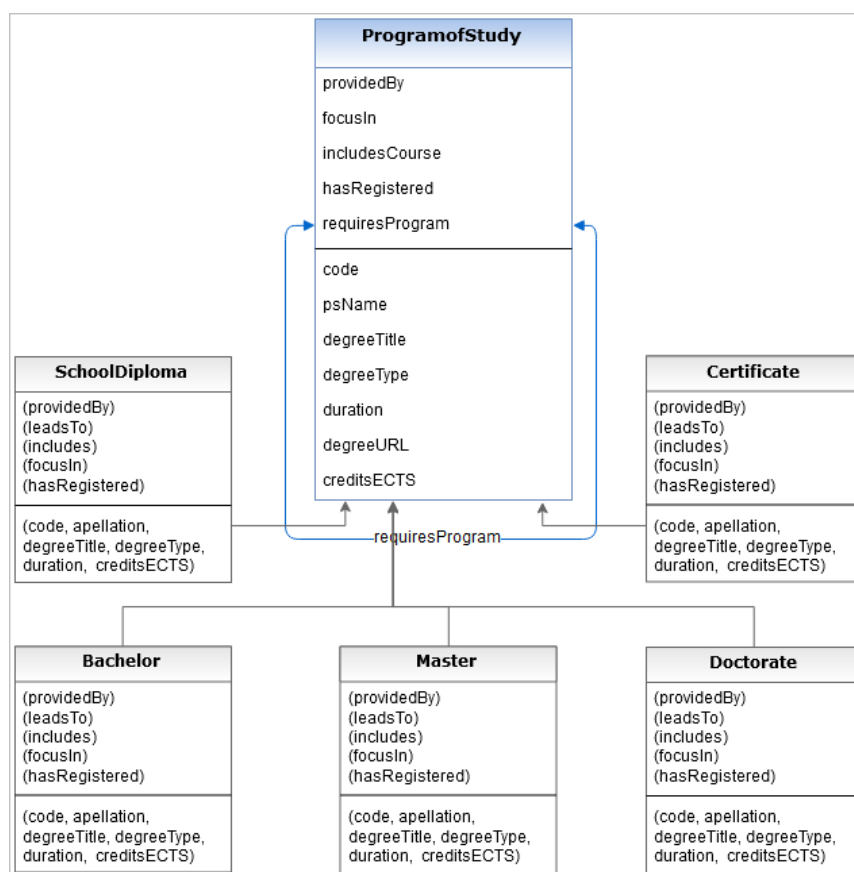 ProgramofStudy
providedBy
focusIn
includesCourse
hasRegistered
requiresProgram
code
psName
degreeTitle
degreeType
duration
degreeURL
creditsECTS
SchoolDiploma
(providedBy)
(leadsTo)
(includes)
(focusIn)
(hasRegistered)
(code, apellation,
degreeTitle, degreeType,
duration, creditsECTS)
Certificate
(providedBy)
(leadsTo)
(includes)
(focusIn)
(hasRegistered)
(code, apellation,
degreeTitle, degreeType,
duration, creditsECTS)
requiresProgram
Bachelor
(providedBy)
(leadsTo)
(includes)
(focusIn)
(hasRegistered)
(code, apellation,
degreeTitle, degreeType,
duration, creditsECTS)
Master
(providedBy)
(leadsTo)
(includes)
(focusIn)
(hasRegistered)
(code, apellation,
degreeTitle, degreeType,
duration, creditsECTS)
Doctorate
(providedBy)
(leadsTo)
(includes)
(focusIn)
(hasRegistered)
(code, apellation,
degreeTitle, degreeType,
duration, creditsECTS)